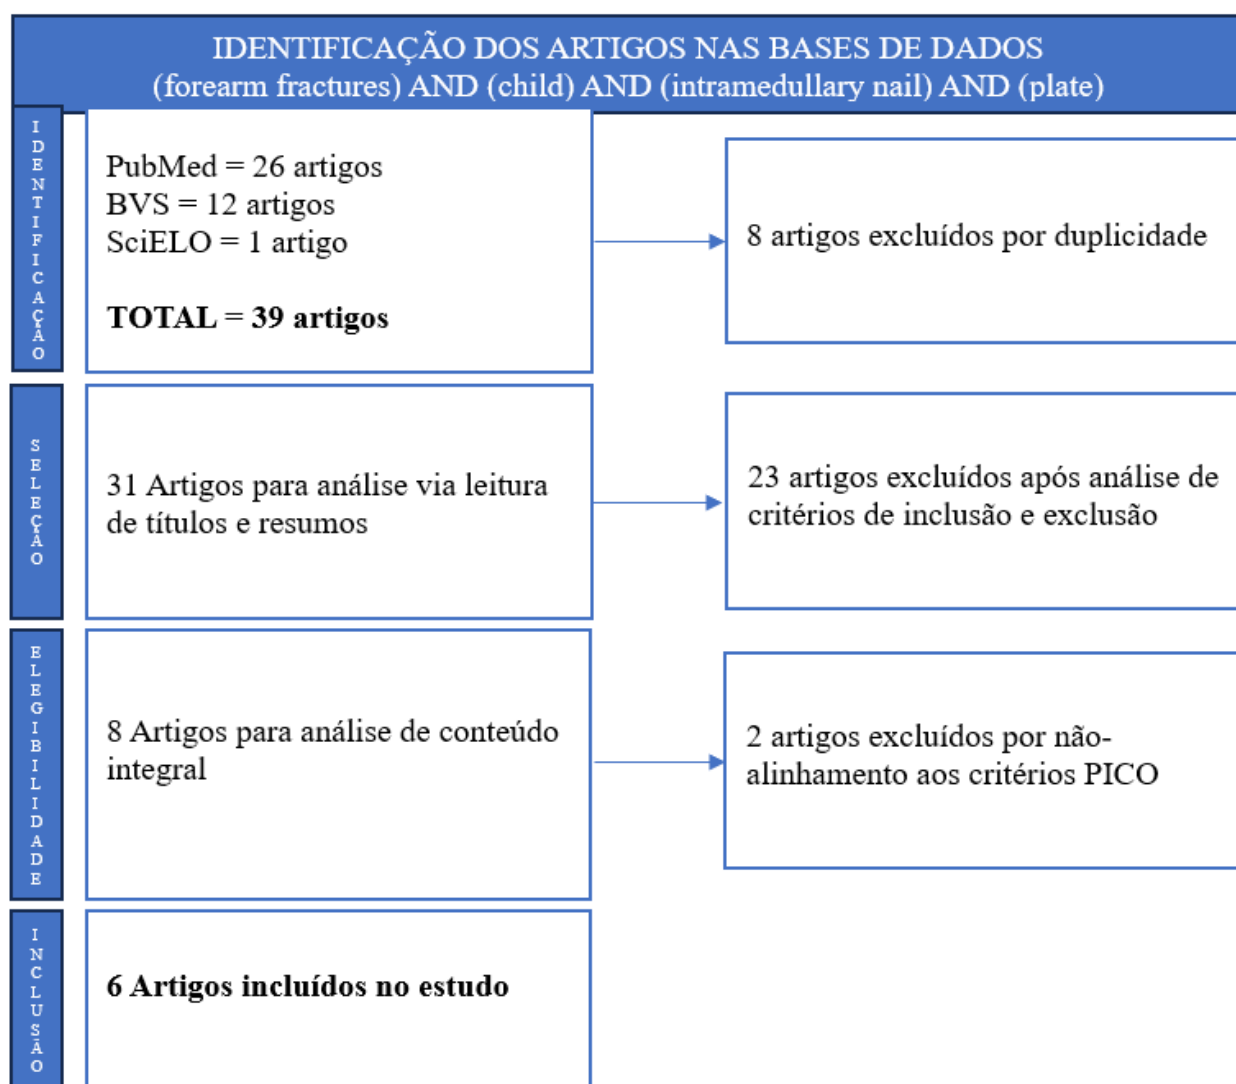 IDENTIFICAÇÃO DOS ARTIGOS NAS BASES DE DADOS
(forearm fractures) AND (child) AND (intramedullary nail) AND (plate)
IDENTIFICAÇÃO
PubMed = 26 artigos
BVS = 12 artigos
SciELO = 1 artigo
TOTAL = 39 artigos
8 artigos excluídos por duplicidade
SELEÇÃO
31 Artigos para análise via leitura
de títulos e resumos
23 artigos excluídos após análise de
critérios de inclusão e exclusão
ELEGIBILIDADE
8 Artigos para análise de conteúdo
integral
2 artigos excluídos por não-
alinhamento aos critérios PICO
INCLUSÃO
6 Artigos incluídos no estudo